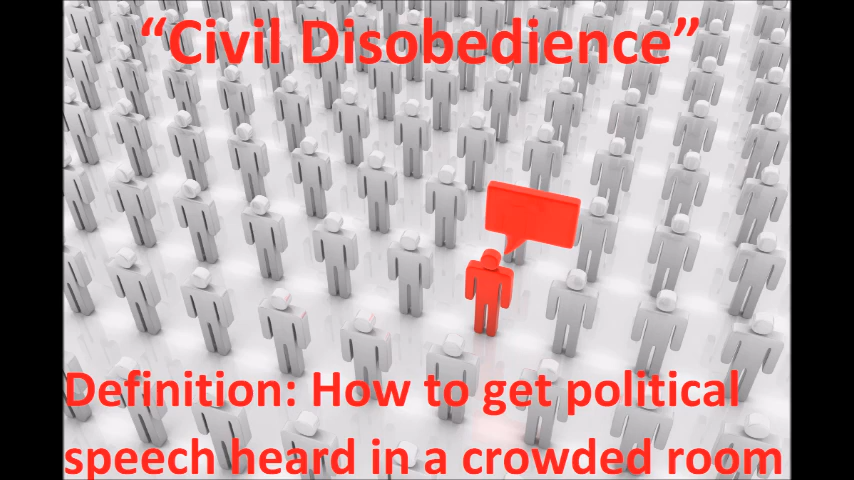 “Civil Disobedience”
Definition: How to get political
speech heard in a crowded room